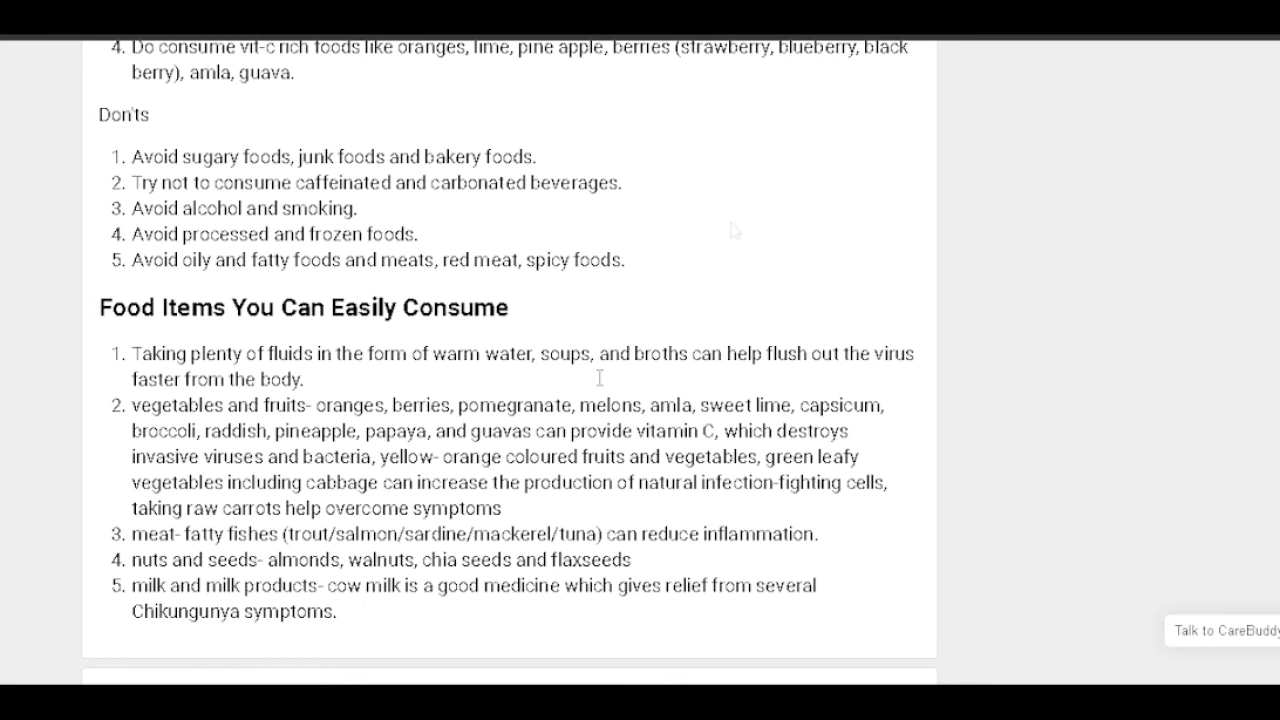 4. Do consume vit-c rich foods like oranges, lime, pine apple, berries (strawberry, blueberry, black
berry), amla, guava.
Don'ts
1. Avoid sugary foods, junk foods and bakery foods.
2. Try not to consume caffeinated and carbonated beverages.
3. Avoid alcohol and smoking.
4. Avoid processed and frozen foods.
5. Avoid oily and fatty foods and meats, red meat, spicy foods.
Food Items You Can Easily Consume
1. Taking plenty of fluids in the form of warm water, soups, and broths can help flush out the virus
faster from the body.
2. vegetables and fruits- oranges, berries, pomegranate, melons, amla, sweet lime, capsicum,
broccoli, raddish, pineapple, papaya, and guavas can provide vitamin C, which destroys
invasive viruses and bacteria, yellow- orange coloured fruits and vegetables, green leafy
vegetables including cabbage can increase the production of natural infection-fighting cells,
taking raw carrots help overcome symptoms
3. meat- fatty fishes (trout/salmon/sardine/mackerel/tuna) can reduce inflammation.
4. nuts and seeds- almonds, walnuts, chia seeds and flaxseeds
5. milk and milk products- cow milk is a good medicine which gives relief from several
Chikungunya symptoms.
Talk to CareBuddy